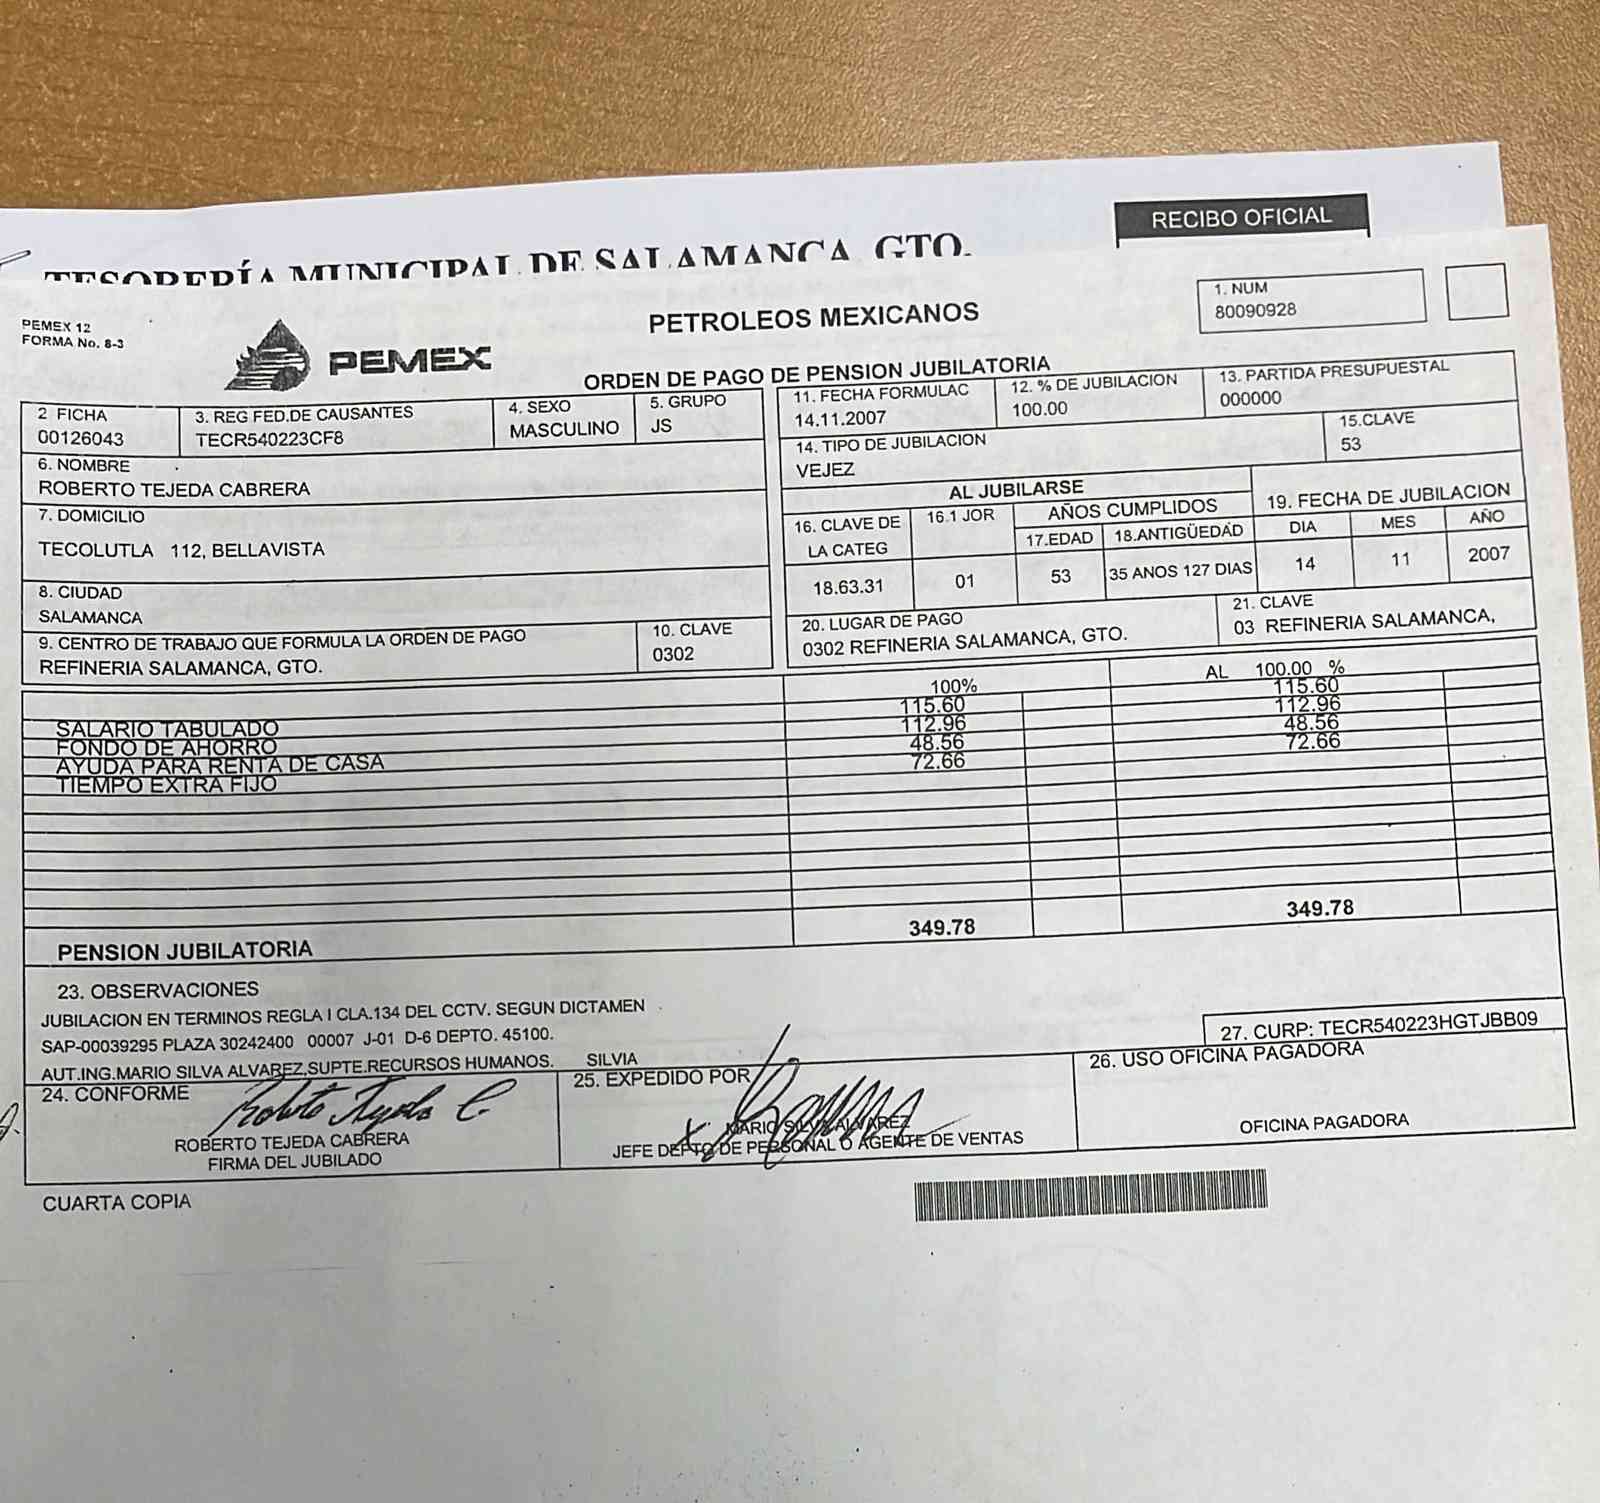 RECIBO OFICIAL
TESORERÍA MUNICIPAL DE SALAMANCA, GTO.
PEMEX 12
FORMA No. 8-3
PEMEX
PETROLEOS MEXICANOS
ORDEN DE PAGO DE PENSION JUBILATORIA
1. NUM
80090928
2 FICHA
00126043
3. REG FED.DE CAUSANTES
TECR540223CF8
4. SEXO
MASCULINO
5. GRUPO
JS
6. NOMBRE
ROBERTO TEJEDA CABRERA
7. DOMICILIO
TECOLUTLA 112, BELLAVISTA
8. CIUDAD
SALAMANCA
9. CENTRO DE TRABAJO QUE FORMULA LA ORDEN DE PAGO
REFINERIA SALAMANCA, GTO.
10. CLAVE
0302
11. FECHA FORMULAC
14.11.2007
12. % DE JUBILACION
100.00
13. PARTIDA PRESUPUESTAL
000000
14. TIPO DE JUBILACION
VEJEZ
15.CLAVE
53
AL JUBILARSE
16. CLAVE DE
LA CATEG
18.63.31
16.1 JOR
01
AÑOS CUMPLIDOS
17.EDAD
53
18.ANTIGÜEDAD
35 ANOS 127 DIAS
19. FECHA DE JUBILACION
DIA MES AÑO
14 11 2007
20. LUGAR DE PAGO
0302 REFINERIA SALAMANCA, GTO.
21. CLAVE
03 REFINERIA SALAMANCA,
100% AL 100.00 %
SALARIO TABULADO 115.60 115.60
FONDO DE AHORRO 112.96 112.96
AYUDA PARA RENTA DE CASA 48.56 48.56
TIEMPO EXTRA FIJO 72.66 72.66
PENSION JUBILATORIA 349.78 349.78
23. OBSERVACIONES
JUBILACION EN TERMINOS REGLA I CLA.134 DEL CCTV. SEGUN DICTAMEN
SAP-00039295 PLAZA 30242400 00007 J-01 D-6 DEPTO. 45100.
AUT.ING.MARIO SILVA ALVAREZ,SUPTE.RECURSOS HUMANOS. SILVIA
27. CURP: TECR540223HGTJBB09
24. CONFORME
Roberto Tejeda C.
ROBERTO TEJEDA CABRERA
FIRMA DEL JUBILADO
25. EXPEDIDO POR
MARIO SILVA ALVAREZ
JEFE DEPTO DE PERSONAL O AGENTE DE VENTAS
26. USO OFICINA PAGADORA
OFICINA PAGADORA
CUARTA COPIA